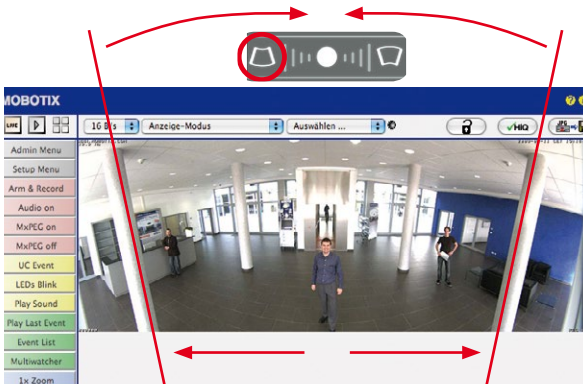 MOBOTIX
LIVE
16 B/s Anzeige-Modus Auswählen ... HIQ
Admin Menu
Setup Menu
Arm & Record
Audio on
MxPEG on
MxPEG off
UC Event
LEDs Blink
Play Sound
Play Last Event
Event List
Multiwatcher
1x Zoom